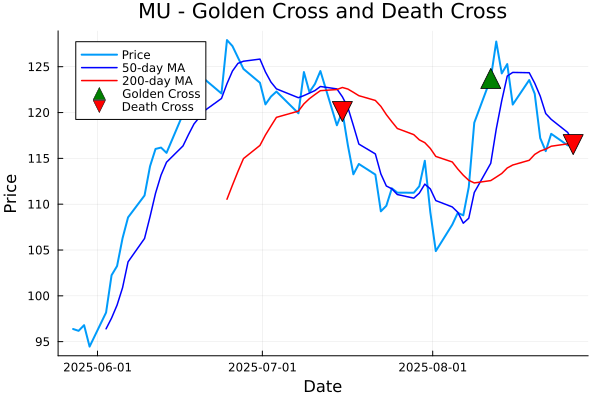 MU - Golden Cross and Death Cross
Price
50-day MA
200-day MA
Golden Cross
Death Cross
Price
125
120
115
110
105
100
95
2025-06-01
2025-07-01
2025-08-01
Date